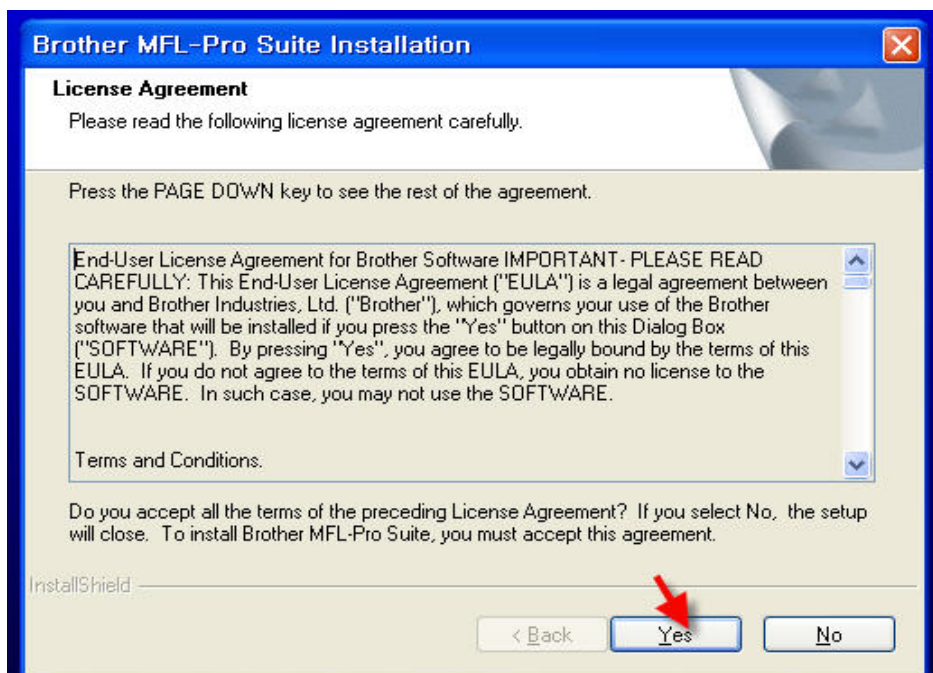 Brother MFL-Pro Suite Installation
License Agreement
Please read the following license agreement carefully.
Press the PAGE DOWN key to see the rest of the agreement.
End-User License Agreement for Brother Software IMPORTANT- PLEASE READ
CAREFULLY: This End-User License Agreement ("EULA") is a legal agreement between
you and Brother Industries, Ltd. ("Brother"), which governs your use of the Brother
software that will be installed if you press the "Yes" button on this Dialog Box
("SOFTWARE").  By pressing "Yes", you agree to be legally bound by the terms of this
EULA.  If you do not agree to the terms of this EULA, you obtain no license to the
SOFTWARE.  In such case, you may not use the SOFTWARE.
Terms and Conditions.
Do you accept all the terms of the preceding License Agreement?  If you select No,  the setup
will close.  To install Brother MFL-Pro Suite, you must accept this agreement.
InstallShield
< Back
Yes
No